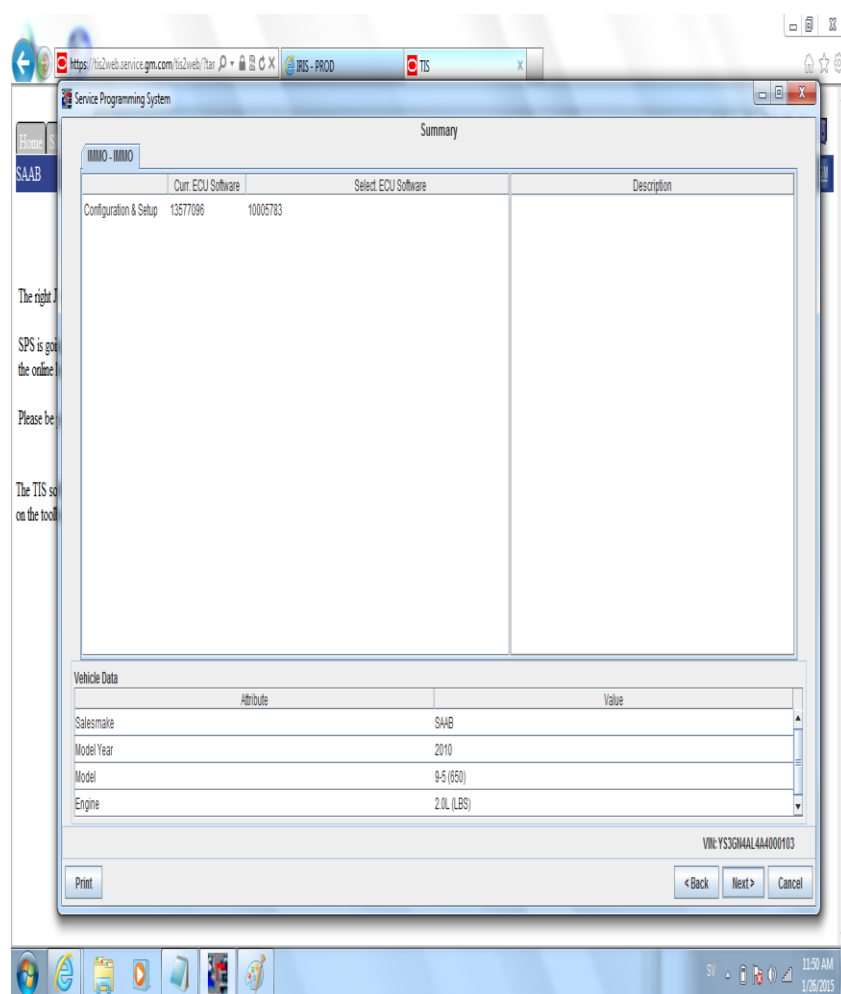 https://tis2web.service.gm.com/tis2web/?tar
IRIS - PROD
TIS
Service Programming System
Home S
SAAB
Summary
IMMO - IMMO
Curr. ECU Software Select ECU Software Description
Configuration & Setup 13577096 10005783
The right J
SPS is goi
the online
Please be
The TIS so
on the tool
Vehicle Data
Attribute Value
Salesmake SAAB
Model Year 2010
Model 9-5 (650)
Engine 2.0L (LBS)
VIN: YS3GN4AL4A4000103
Print < Back Next > Cancel
SV 11:50 AM
1/26/2015